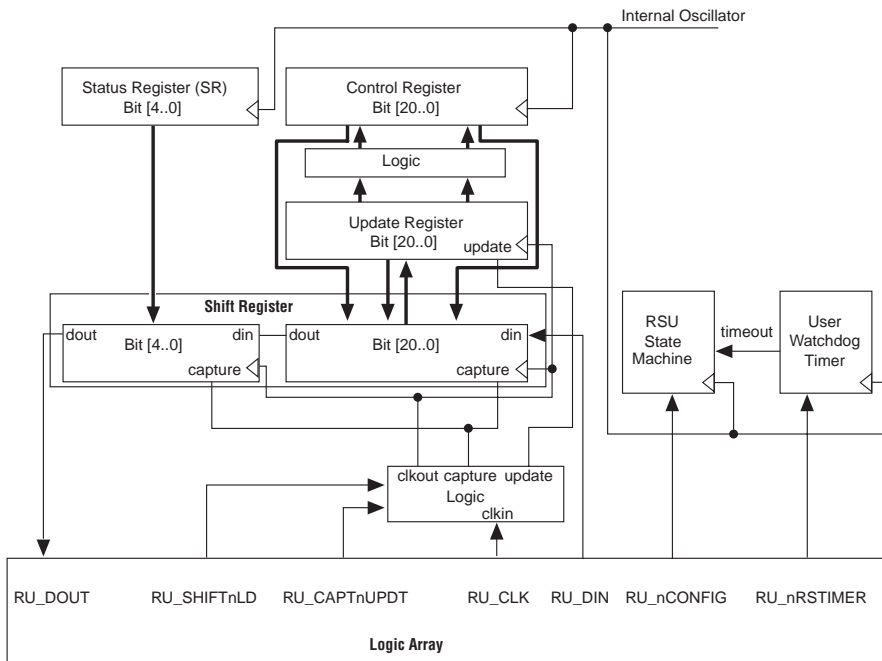 Internal Oscillator
Status Register (SR)
Bit [4..0]
Control Register
Bit [20..0]
Logic
Update Register
Bit [20..0]
update
Shift Register
dout
Bit [4..0]
din
capture
dout
Bit [20..0]
din
capture
RSU
State
Machine
timeout
User
Watchdog
Timer
clkout capture update
Logic
clkin
RU_DOUT RU_SHIFTnLD RU_CAPTnUPDT RU_CLK RU_DIN RU_nCONFIG RU_nRSTIMER
Logic Array